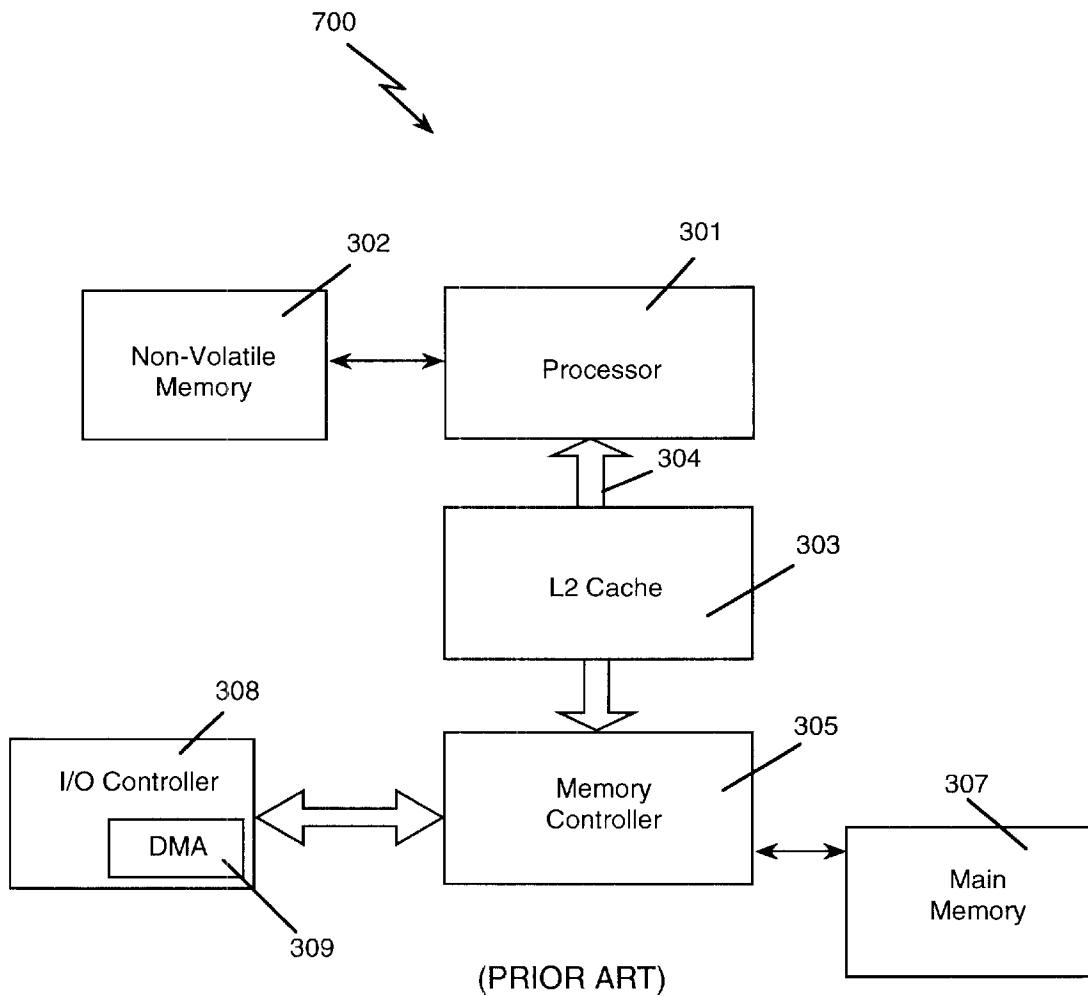 700
302
301
Non-Volatile
Memory
Processor
304
303
L2 Cache
308
305
I/O Controller
Memory
Controller
307
DMA
Main
Memory
309
(PRIOR ART)